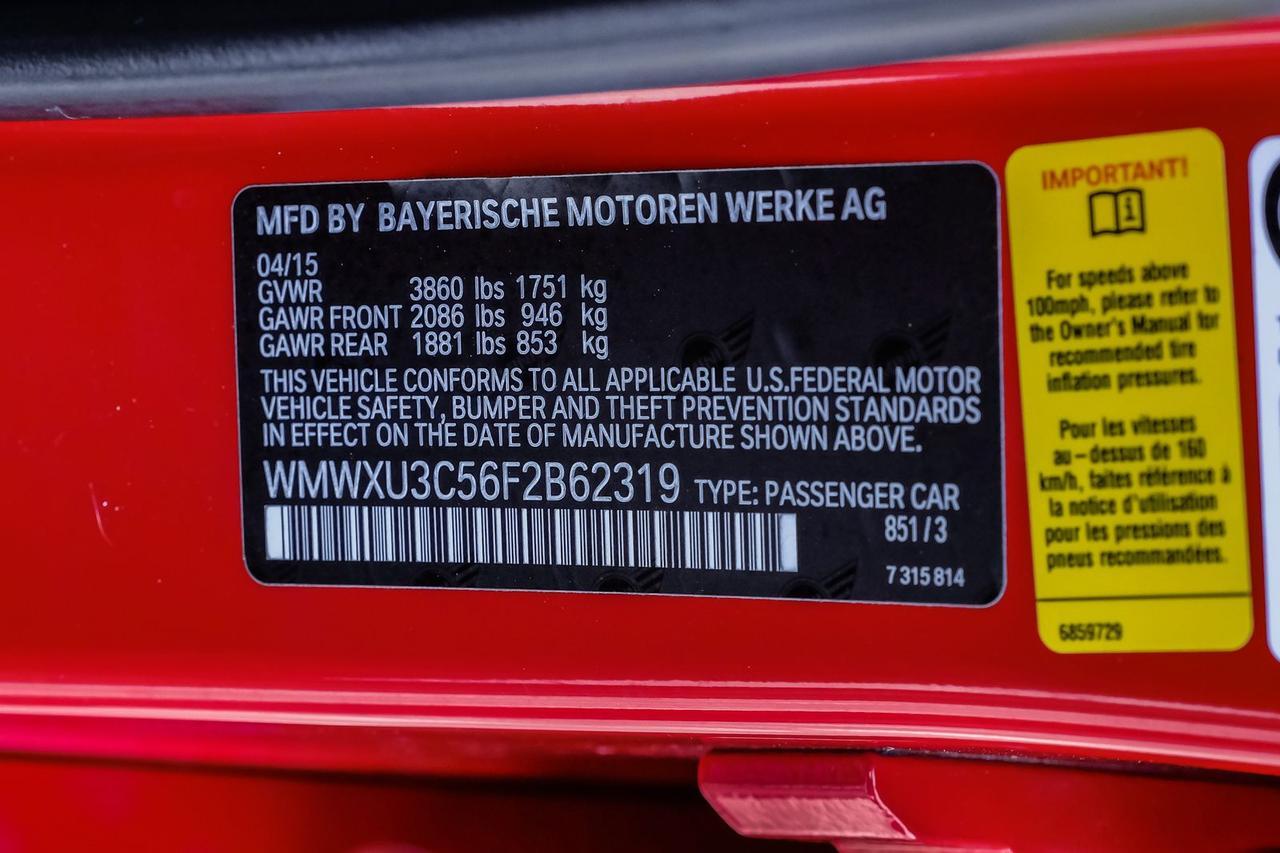 MFD BY BAYERISCHE MOTOREN WERKE AG
04/15
GVWR 3860 lbs 1751 kg
GAWR FRONT 2086 lbs 946 kg
GAWR REAR 1881 lbs 853 kg
THIS VEHICLE CONFORMS TO ALL APPLICABLE U.S.FEDERAL MOTOR
VEHICLE SAFETY, BUMPER AND THEFT PREVENTION STANDARDS
IN EFFECT ON THE DATE OF MANUFACTURE SHOWN ABOVE.
WMWXU3C56F2B62319 TYPE: PASSENGER CAR
851/3
7 315 814
IMPORTANT!
For speeds above
100mph, please refer to
the Owner's Manual for
recommended tire
inflation pressures.
Pour les vitesses
au-dessus de 160
km/h, faites référence à
la notice d'utilisation
pour les pressions des
pneus recommandées.
6859729